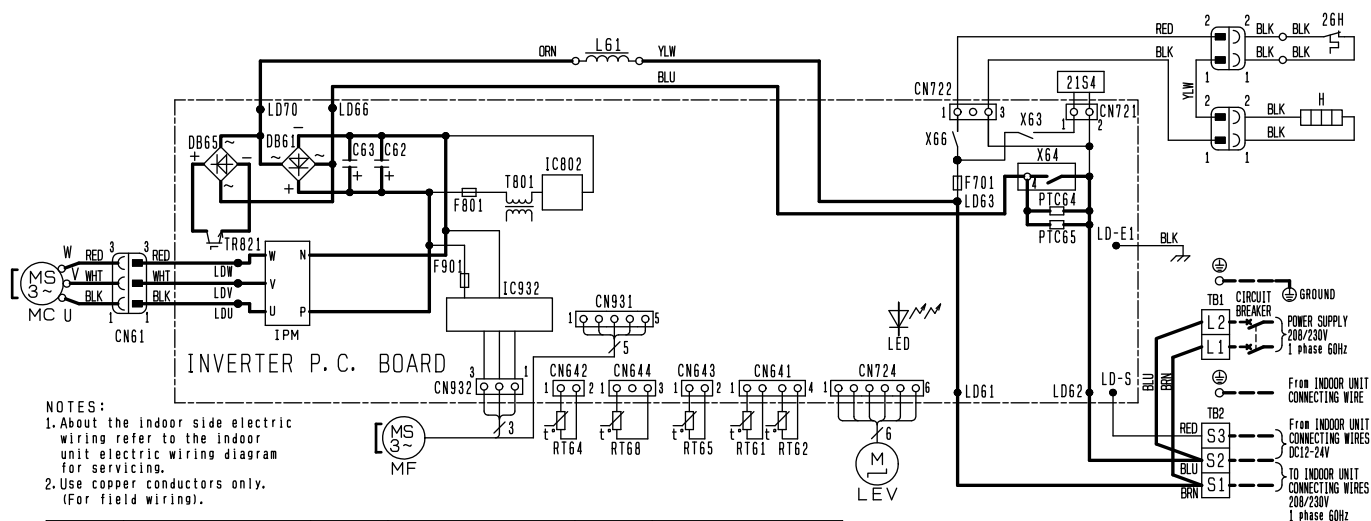 ORN L61 YLW
BLU
RED
BLK
2 2 BLK BLK 26H
BLK BLK
1 1
YLW
2 2 BLK H
BLK
1 1
21S4
CN722
1 3
CN721
1 2
LD70 LD66
X63
X66
X64
4
DB65 DB61 C63 C62
~ ~ ~ ~
+ − − +
+ +
IC802
T801
F801
F701
LD63
PTC64
PTC65
LD-E1 BLK
TR821
W RED 3 3 RED LDW W N
V WHT WHT LDV V
U BLK BLK LDU U P
1 1
MS
3~
MC
CN61
IPM
F901
IC932
CN931
1 5
5
LED
INVERTER P. C. BOARD
GROUND
TB1
CIRCUIT
BREAKER
L2
L1
POWER SUPPLY
208/230V
1 phase 60Hz
BLU BRN
CN932
3 1
3
CN642
1 2
CN644
1 3
CN643
1 2
CN641
1 4
CN724
1 6
6
LD61 LD62 LD-S
From INDOOR UNIT
CONNECTING WIRE
t° t° t° t° t°
RT64 RT68 RT65 RT61 RT62
MS
3~
MF
M
LEV
TB2
RED S3
BLU S2
BRN S1
From INDOOR UNIT
CONNECTING WIRES
DC12-24V
TO INDOOR UNIT
CONNECTING WIRES
208/230V
1 phase 60Hz
NOTES:
1. About the indoor side electric
wiring refer to the indoor
unit electric wiring diagram
for servicing.
2. Use copper conductors only.
(For field wiring).